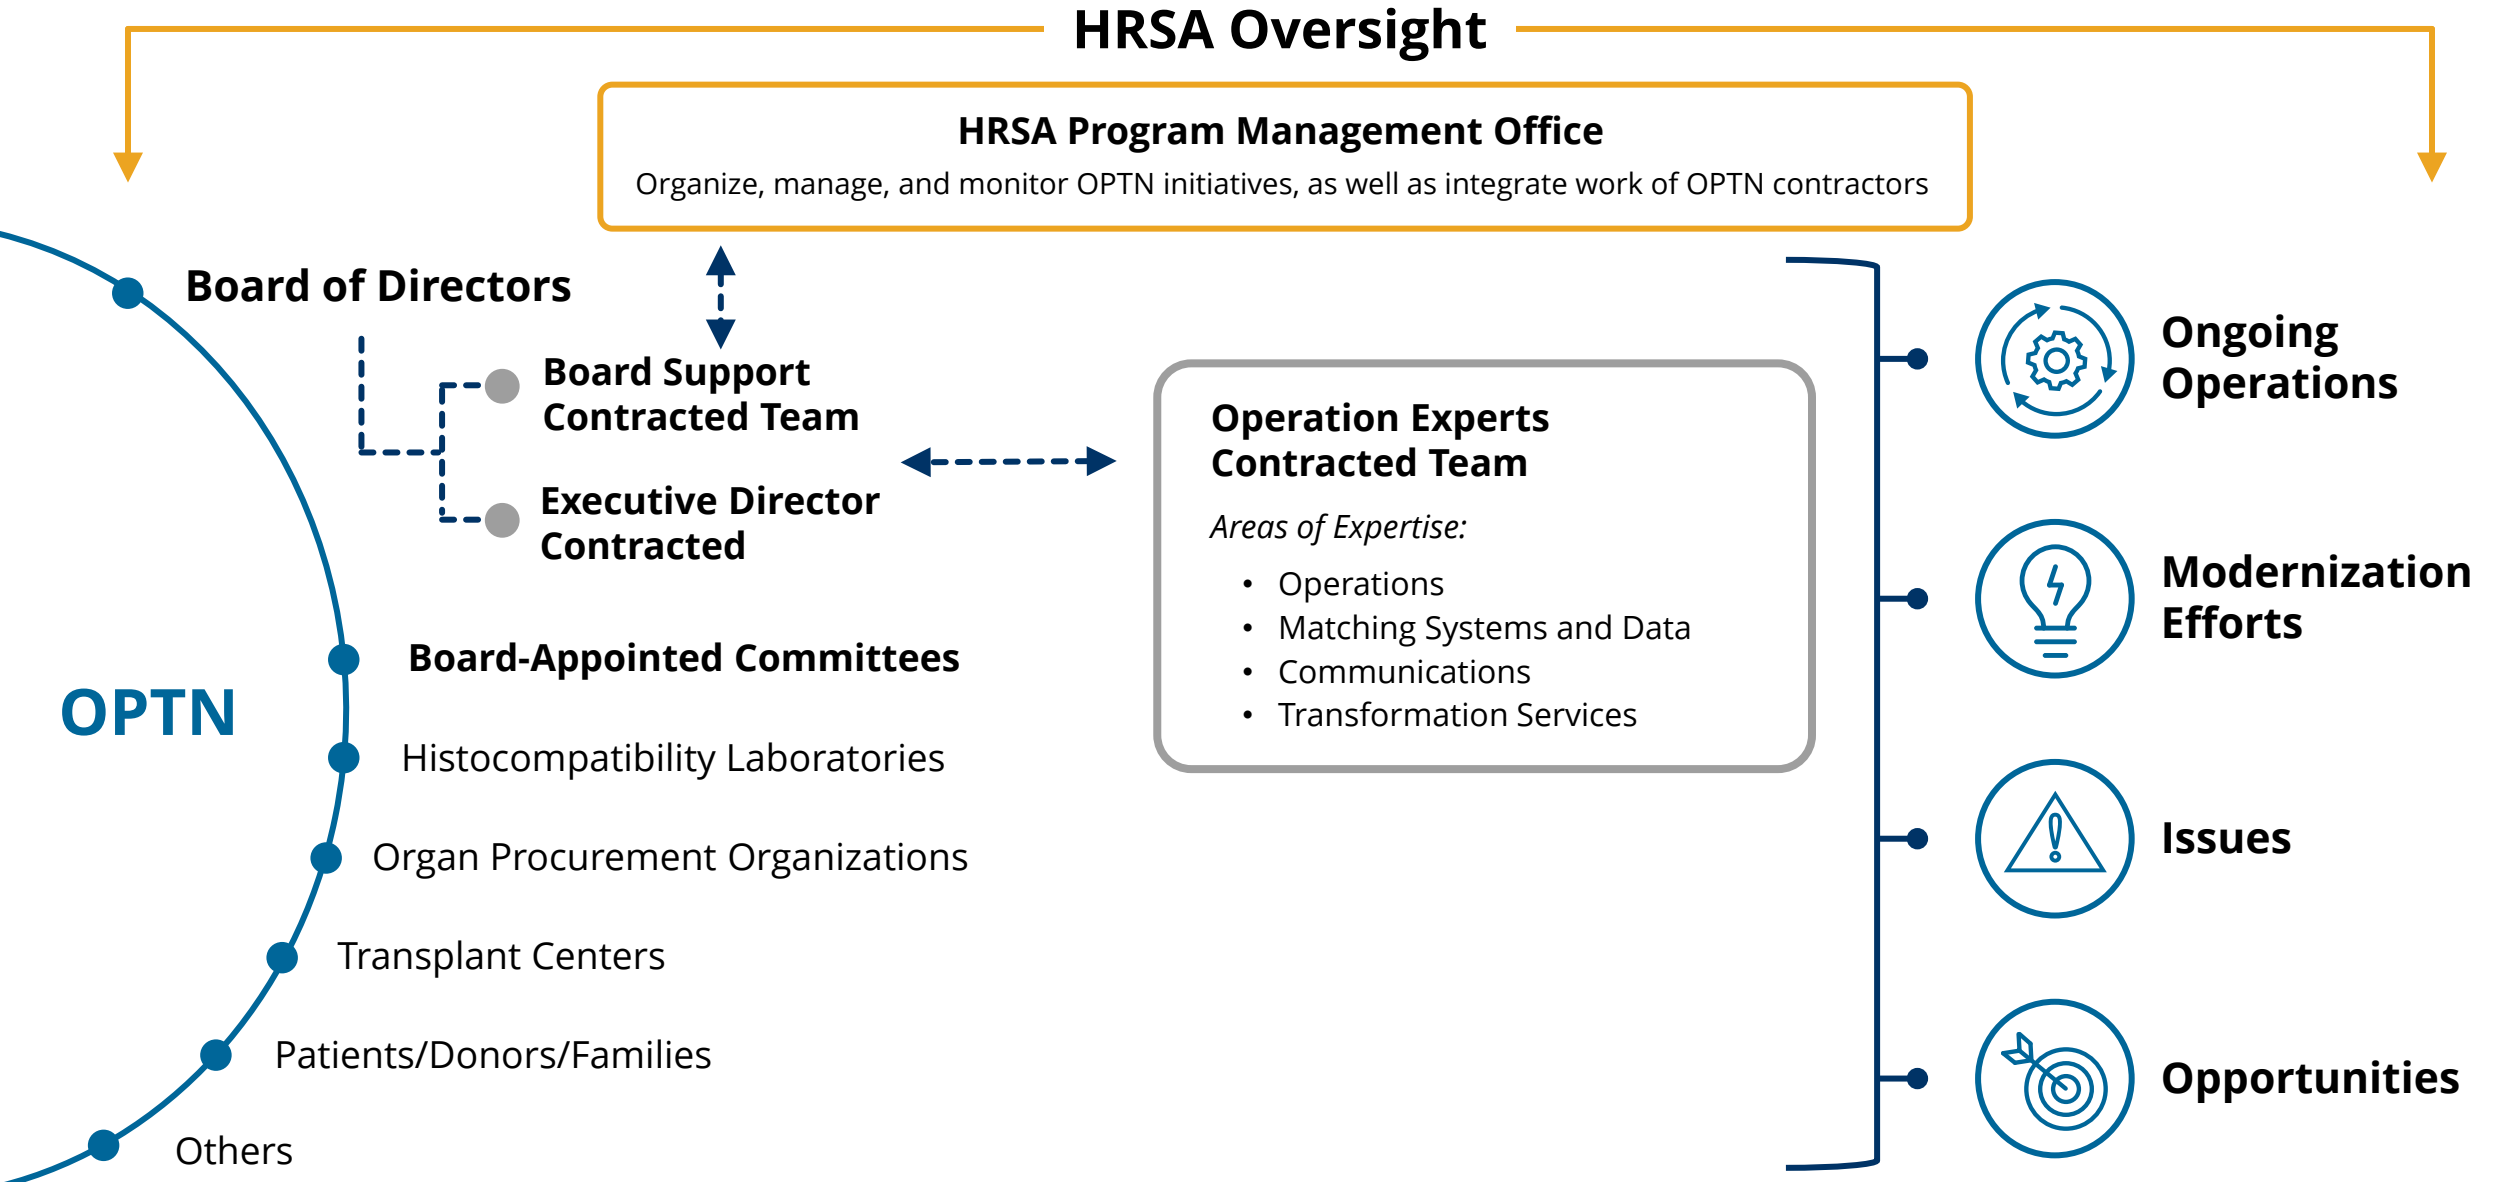 HRSA Oversight
HRSA Program Management Office
Organize, manage, and monitor OPTN initiatives, as well as integrate work of OPTN contractors
Board of Directors
Board Support
Contracted Team
Executive Director
Contracted
OPTN
Board-Appointed Committees
Histocompatibility Laboratories
Organ Procurement Organizations
Transplant Centers
Patients/Donors/Families
Others
Operation Experts
Contracted Team
Areas of Expertise:
• Operations
• Matching Systems and Data
• Communications
• Transformation Services
Ongoing
Operations
Modernization
Efforts
Issues
Opportunities